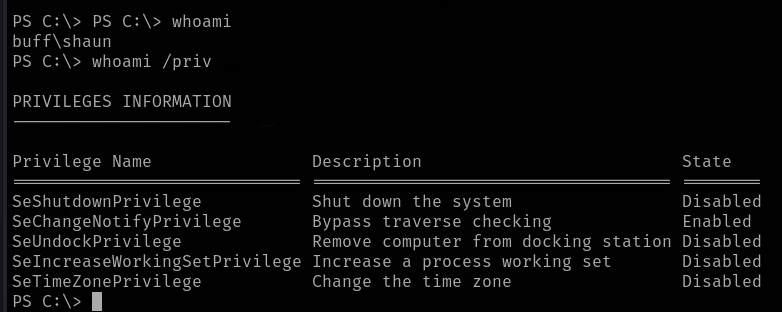 PS C:\> PS C:\> whoami
buff\shaun
PS C:\> whoami /priv
PRIVILEGES INFORMATION
----------------------
Privilege Name                Description                          State
============================= ==================================== ========
SeShutdownPrivilege           Shut down the system                 Disabled
SeChangeNotifyPrivilege       Bypass traverse checking             Enabled
SeUndockPrivilege             Remove computer from docking station Disabled
SeIncreaseWorkingSetPrivilege Increase a process working set       Disabled
SeTimeZonePrivilege           Change the time zone                 Disabled
PS C:\>